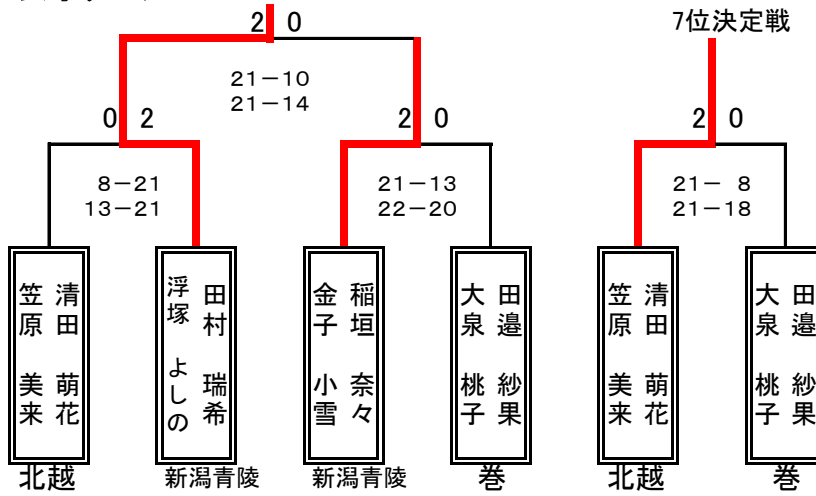 2 0
7位決定戦
21－10
21－14
0 2
2 0
2 0
8－21
13－21
21－13
22－20
21－ 8
21－18
清田 萌花
笠原 美来
北越
田村 瑞希
浮塚 よしの
新潟青陵
稲垣 奈々
金子 小雪
新潟青陵
田邉 紗果
大泉 桃子
巻
清田 萌花
笠原 美来
北越
田邉 紗果
大泉 桃子
巻